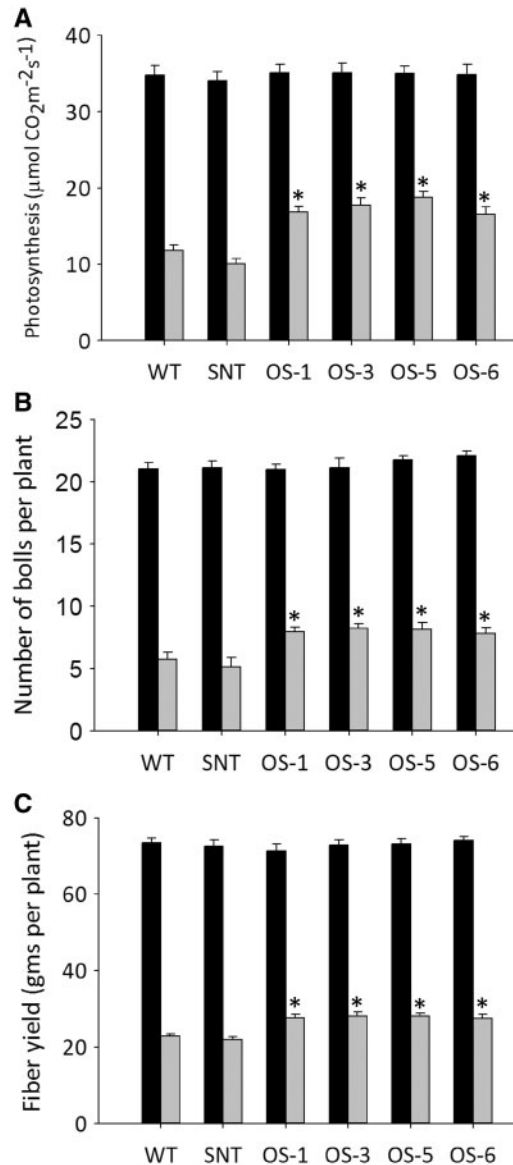 A
Photosynthesis (μmol CO₂m⁻²s-1)
40
30
20
10
0
* * * *
WT SNT OS-1 OS-3 OS-5 OS-6
B
Number of bolls per plant
25
20
15
10
5
0
* * * *
WT SNT OS-1 OS-3 OS-5 OS-6
C
Fiber yield (gms per plant)
80
60
40
20
0
* * * *
WT SNT OS-1 OS-3 OS-5 OS-6